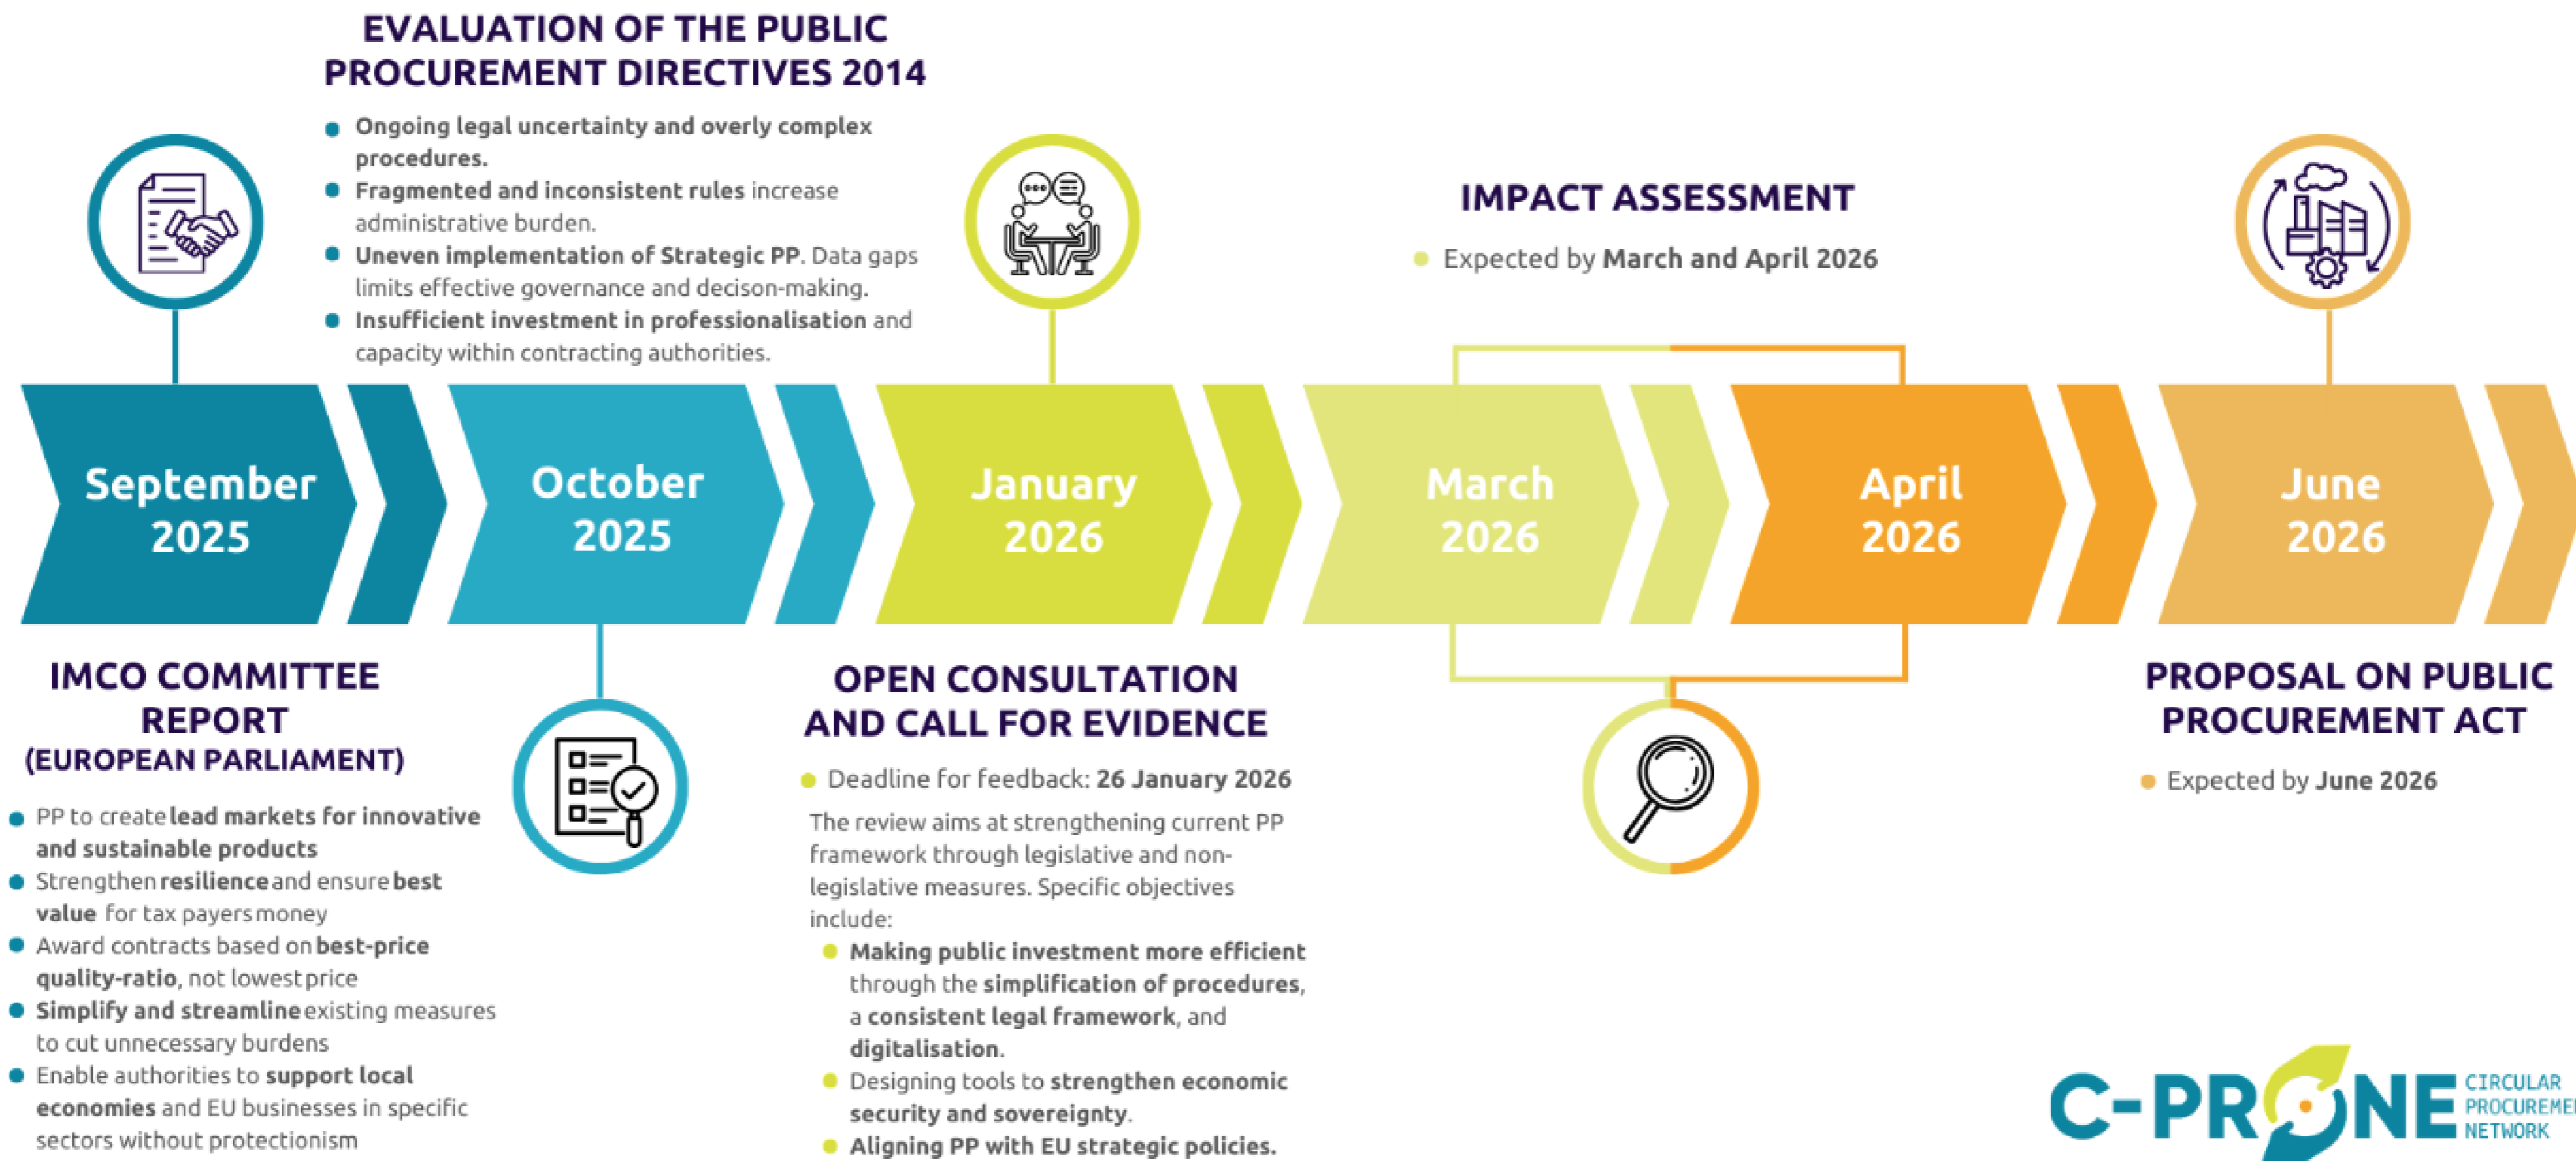 EVALUATION OF THE PUBLIC
PROCUREMENT DIRECTIVES 2014
Ongoing legal uncertainty and overly complex
procedures.
Fragmented and inconsistent rules increase
administrative burden.
Uneven implementation of Strategic PP. Data gaps
limits effective governance and decison-making.
Insufficient investment in professionalisation and
capacity within contracting authorities.
IMPACT ASSESSMENT
Expected by March and April 2026
September
2025
October
2025
January
2026
March
2026
April
2026
June
2026
IMCO COMMITTEE
REPORT
(EUROPEAN PARLIAMENT)
PP to create lead markets for innovative
and sustainable products
Strengthen resilience and ensure best
value for tax payers money
Award contracts based on best-price
quality-ratio, not lowest price
Simplify and streamline existing measures
to cut unnecessary burdens
Enable authorities to support local
economies and EU businesses in specific
sectors without protectionism
OPEN CONSULTATION
AND CALL FOR EVIDENCE
Deadline for feedback: 26 January 2026
The review aims at strengthening current PP
framework through legislative and non-
legislative measures. Specific objectives
include:
Making public investment more efficient
through the simplification of procedures,
a consistent legal framework, and
digitalisation.
Designing tools to strengthen economic
security and sovereignty.
Aligning PP with EU strategic policies.
PROPOSAL ON PUBLIC
PROCUREMENT ACT
Expected by June 2026
C-PRONE
CIRCULAR
NETWORK